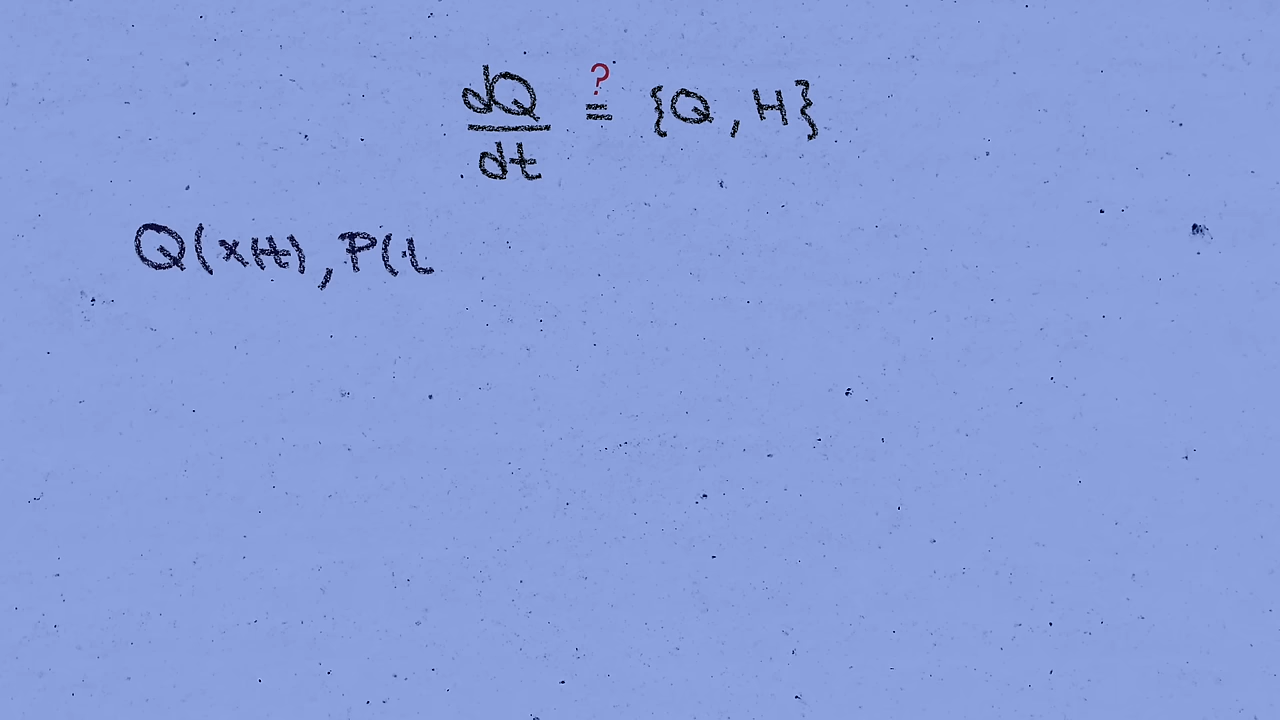 dQ/dt ?= {Q, H}
Q(x(t), P(